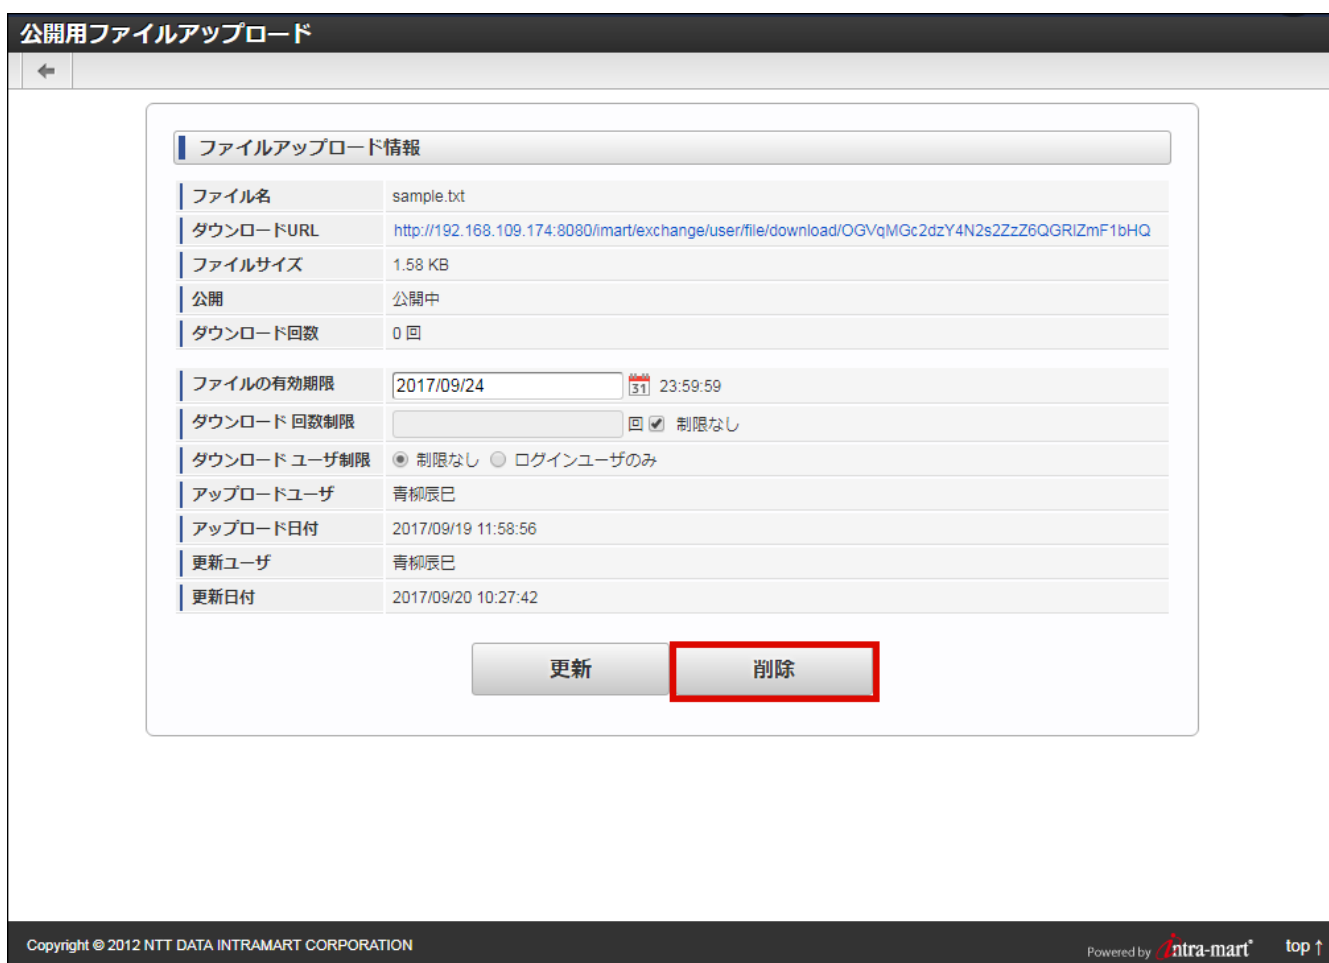 公開用ファイルアップロード
ファイルアップロード情報
ファイル名 sample.txt
ダウンロードURL http://192.168.109.174:8080/imart/exchange/user/file/download/OGVqMGc2dzY4N2s2ZzZ6QGRlZmF1bHQ
ファイルサイズ 1.58 KB
公開 公開中
ダウンロード回数 0 回
ファイルの有効期限 2017/09/24 31 23:59:59
ダウンロード 回数制限 回 制限なし
ダウンロード ユーザ制限 制限なし ログインユーザのみ
アップロードユーザ 青柳辰巳
アップロード日付 2017/09/19 11:58:56
更新ユーザ 青柳辰巳
更新日付 2017/09/20 10:27:42
更新 削除
Copyright © 2012 NTT DATA INTRAMART CORPORATION Powered by intra-mart top ↑